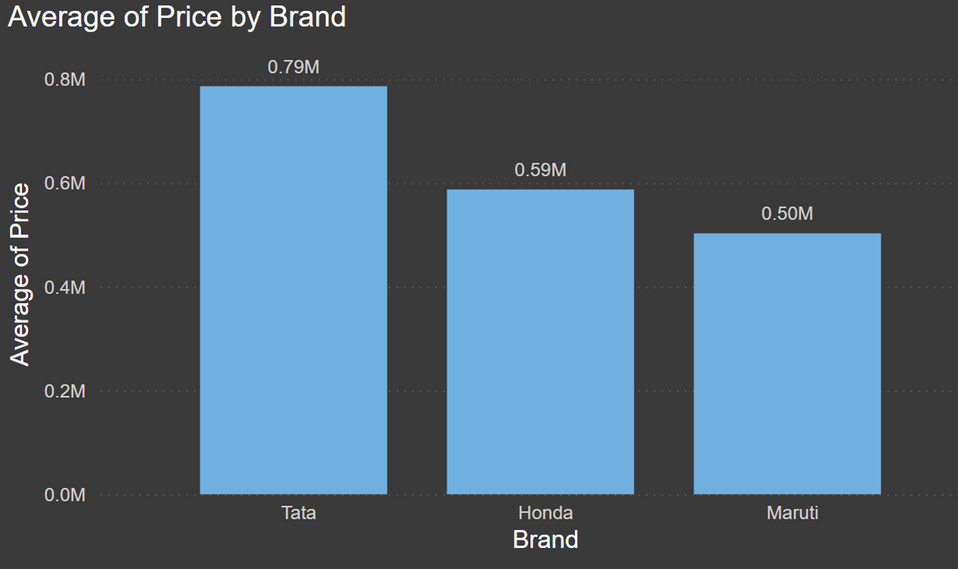 Average of Price by Brand
0.79M
0.8M
0.59M
0.6M
0.50M
0.4M
0.2M
0.0M
Average of Price
Tata Honda Maruti
Brand